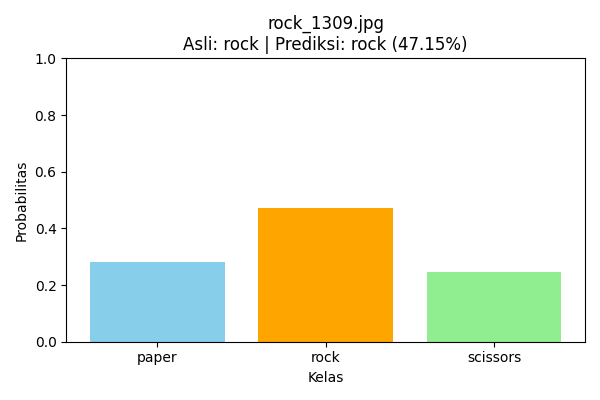 rock_1309.jpg
Asli: rock | Prediksi: rock (47.15%)
1.0
0.8
0.6
0.4
0.2
0.0
Probabilitas
paper
rock
scissors
Kelas